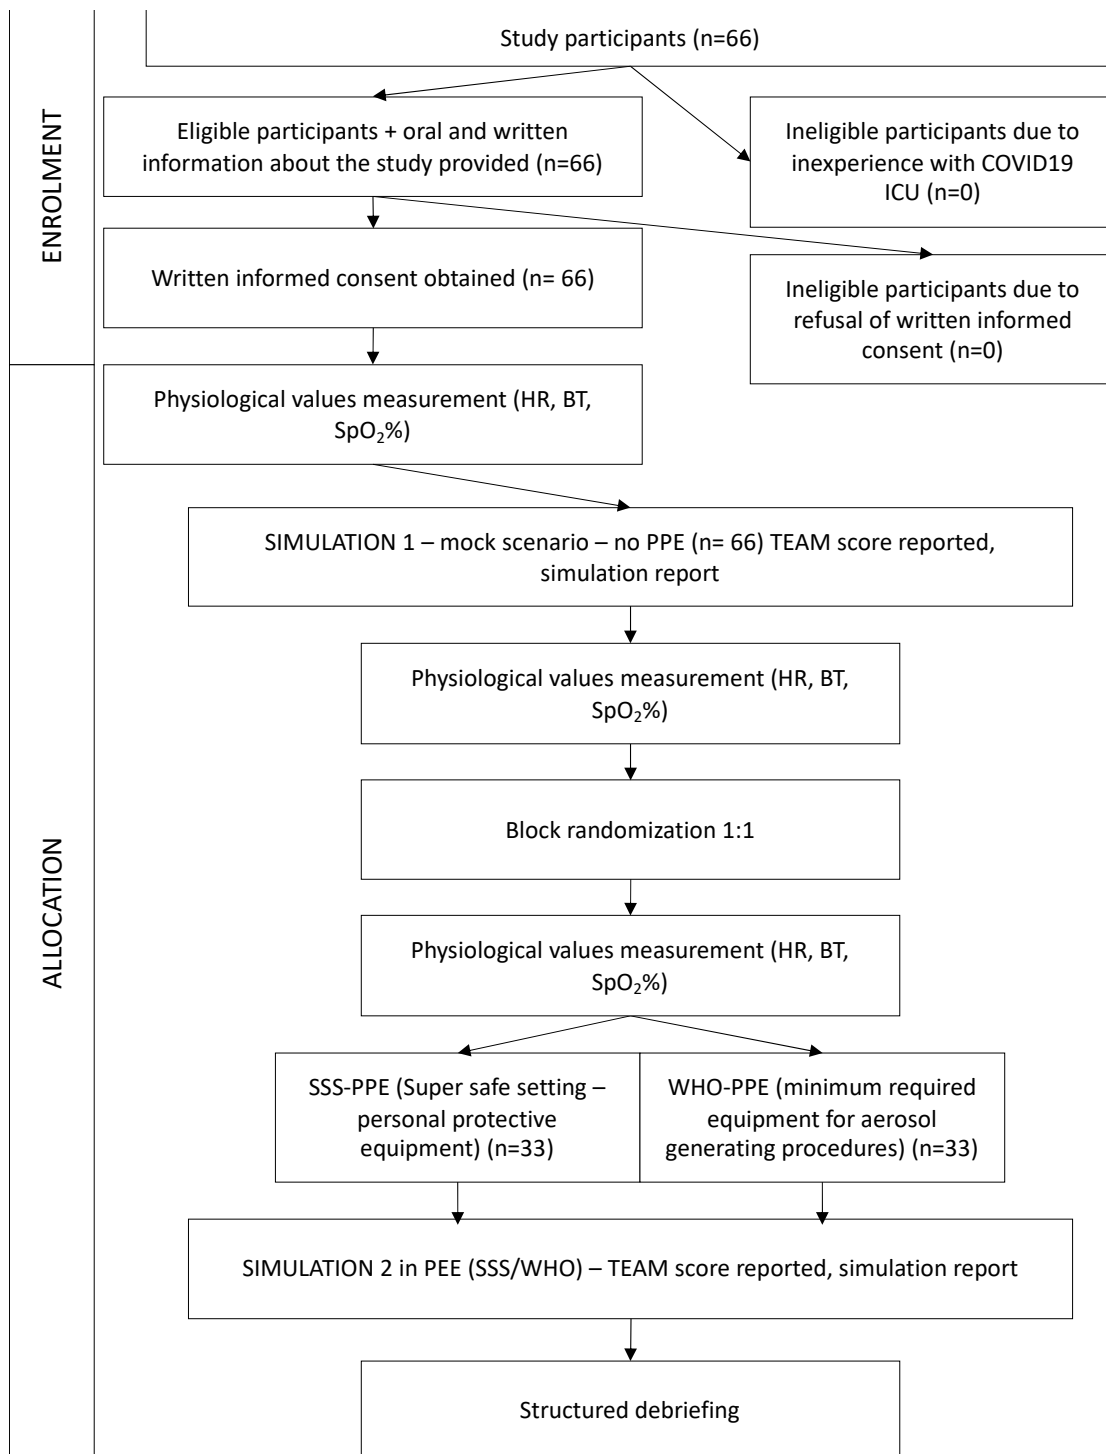 Study participants (n=66)
ENROLMENT
Eligible participants + oral and written
information about the study provided (n=66)
Ineligible participants due to
inexperience with COVID19
ICU (n=0)
Written informed consent obtained (n= 66)
Ineligible participants due to
refusal of written informed
consent (n=0)
ALLOCATION
Physiological values measurement (HR, BT,
SpO₂%)
SIMULATION 1 – mock scenario – no PPE (n= 66) TEAM score reported,
simulation report
Physiological values measurement (HR, BT,
SpO₂%)
Block randomization 1:1
Physiological values measurement (HR, BT,
SpO₂%)
SSS-PPE (Super safe setting –
personal protective
equipment) (n=33)
WHO-PPE (minimum required
equipment for aerosol
generating procedures) (n=33)
SIMULATION 2 in PEE (SSS/WHO) – TEAM score reported, simulation report
Structured debriefing